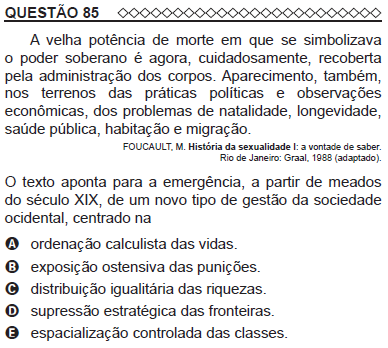 QUESTÃO 85
A velha potência de morte em que se simbolizava
o poder soberano é agora, cuidadosamente, recoberta
pela administração dos corpos. Aparecimento, também,
nos terrenos das práticas políticas e observações
econômicas, dos problemas de natalidade, longevidade,
saúde pública, habitação e migração.
FOUCAULT, M. História da sexualidade I: a vontade de saber.
Rio de Janeiro: Graal, 1988 (adaptado).
O texto aponta para a emergência, a partir de meados
do século XIX, de um novo tipo de gestão da sociedade
ocidental, centrado na
A ordenação calculista das vidas.
B exposição ostensiva das punições.
C distribuição igualitária das riquezas.
D supressão estratégica das fronteiras.
E espacialização controlada das classes.